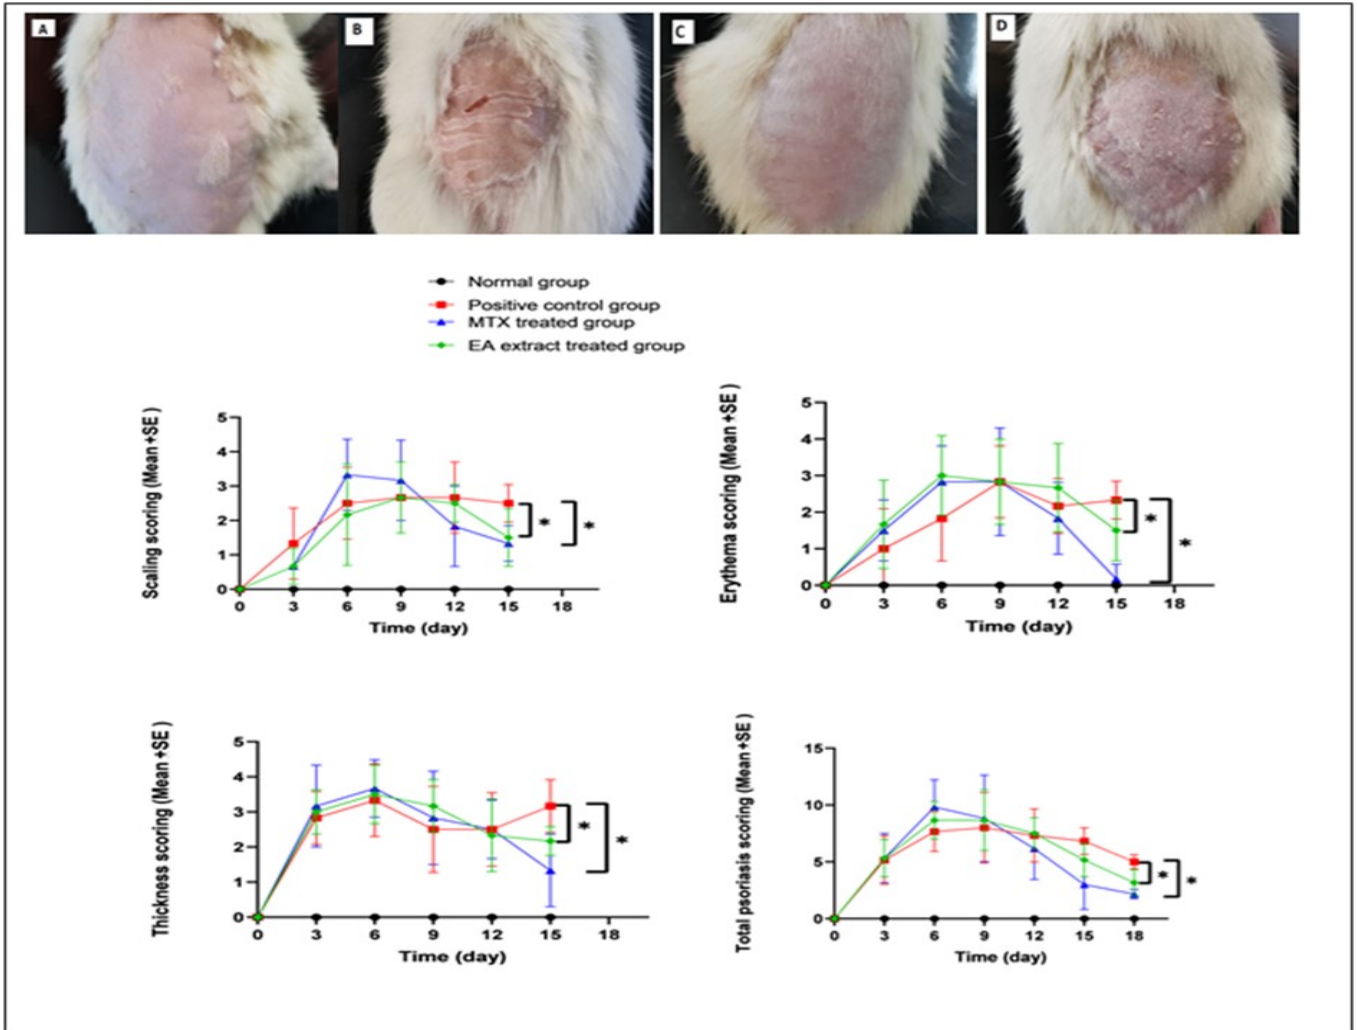 A
B
C
D
Normal group
Positive control group
MTX treated group
EA extract treated group
Scaling scoring (Mean +SE )
5
4
3
2
1
0
0 3 6 9 12 15 18
Time (day)
*
*
Erythema scoring (Mean +SE )
5
4
3
2
1
0
0 3 6 9 12 15 18
Time (day)
*
*
Thickness scoring (Mean +SE )
5
4
3
2
1
0
0 3 6 9 12 15 18
Time (day)
*
*
Total psoriasis scoring (Mean +SE )
15
10
5
0
0 3 6 9 12 15 18
Time (day)
*
*